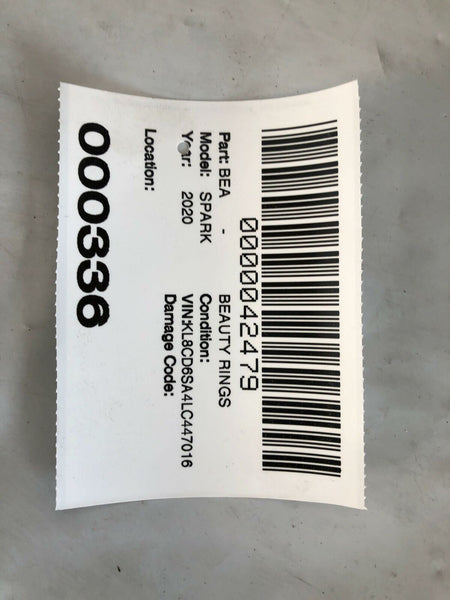 0000042479
Part: BEA - BEAUTY RINGS
Model: SPARK Condition:
Year: 2020 VIN:KL8CD6SA4LC447016
Damage Code:
Location:
000336